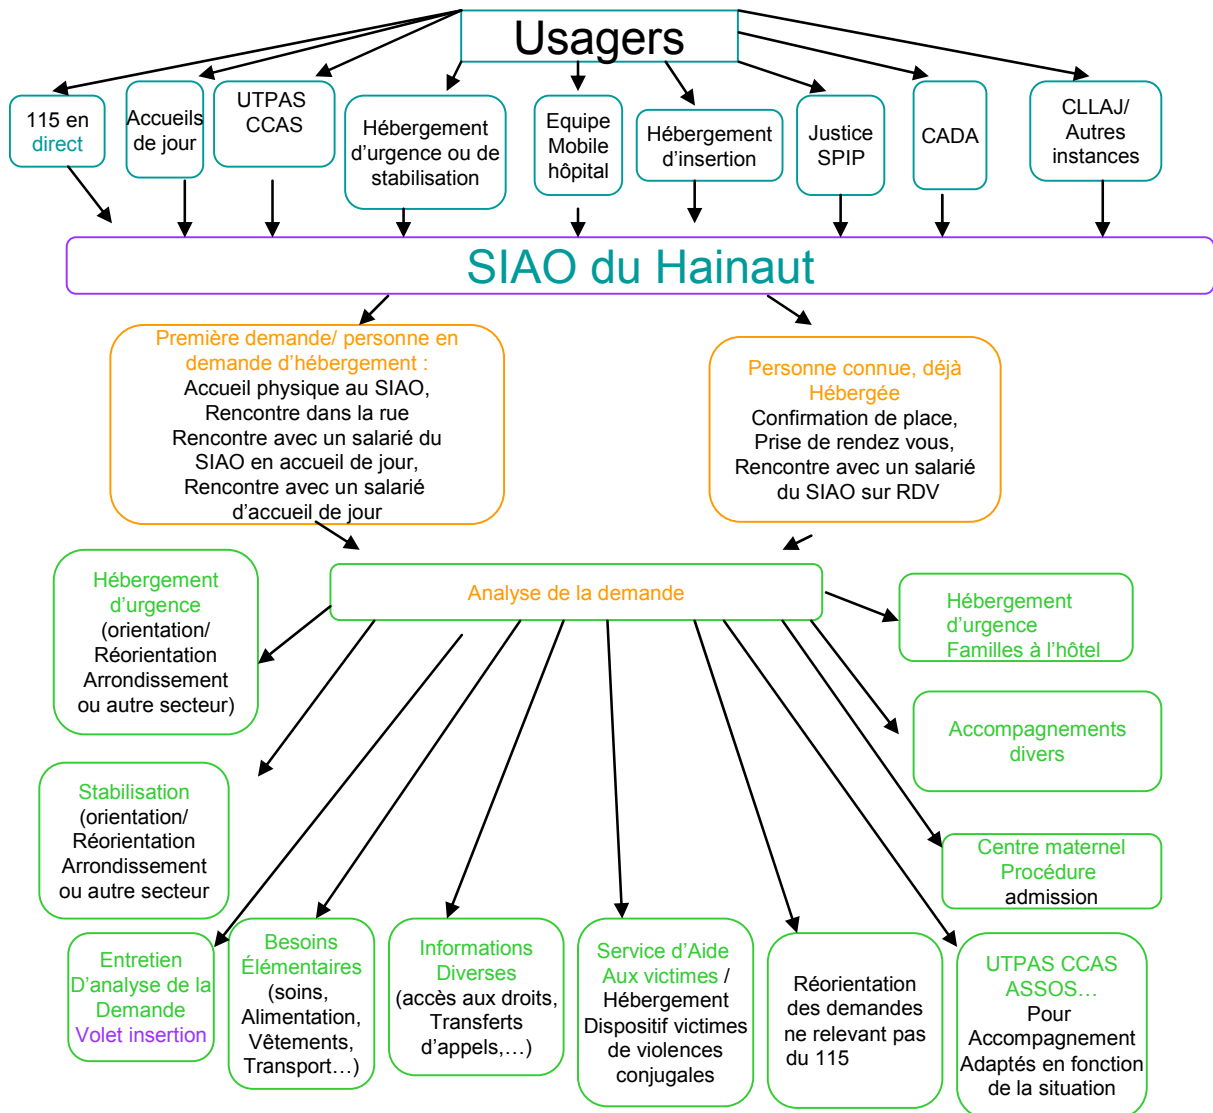 Usagers
115 en
direct
Accueils
de jour
UTPAS
CCAS
Hébergement
d'urgence ou de
stabilisation
Equipe
Mobile
hôpital
Hébergement
d'insertion
Justice
SPIP
CADA
CLLAJ/
Autres
instances
SIAO du Hainaut
Première demande/ personne en
demande d'hébergement :
Accueil physique au SIAO,
Rencontre dans la rue
Rencontre avec un salarié du
SIAO en accueil de jour,
Rencontre avec un salarié
d'accueil de jour
Personne connue, déjà
Hébergée
Confirmation de place,
Prise de rendez vous,
Rencontre avec un salarié
du SIAO sur RDV
Analyse de la demande
Hébergement
d'urgence
(orientation/
Réorientation
Arrondissement
ou autre secteur)
Hébergement
d'urgence
Familles à l'hôtel
Accompagnements
divers
Stabilisation
(orientation/
Réorientation
Arrondissement
ou autre secteur
Centre maternel
Procédure
admission
Entretien
D'analyse de la
Demande
Volet insertion
Besoins
Élémentaires
(soins,
Alimentation,
Vêtements,
Transport…)
Informations
Diverses
(accès aux droits,
Transferts
d'appels,…)
Service d'Aide
Aux victimes /
Hébergement
Dispositif victimes
de violences
conjugales
Réorientation
des demandes
ne relevant pas
du 115
UTPAS CCAS
ASSOS…
Pour
Accompagnement
Adaptés en fonction
de la situation